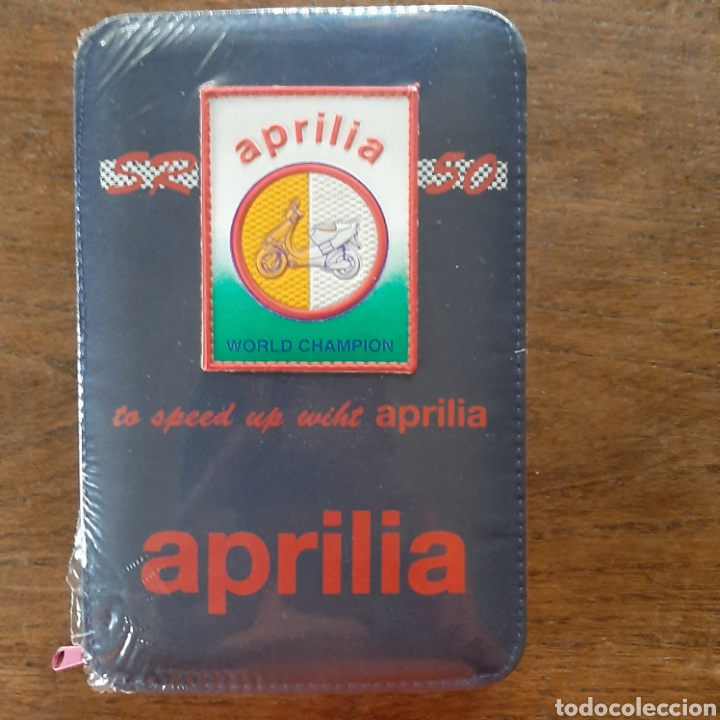 aprilia
SR 50
WORLD CHAMPION
to speed up wiht aprilia
aprilia
todocoleccion